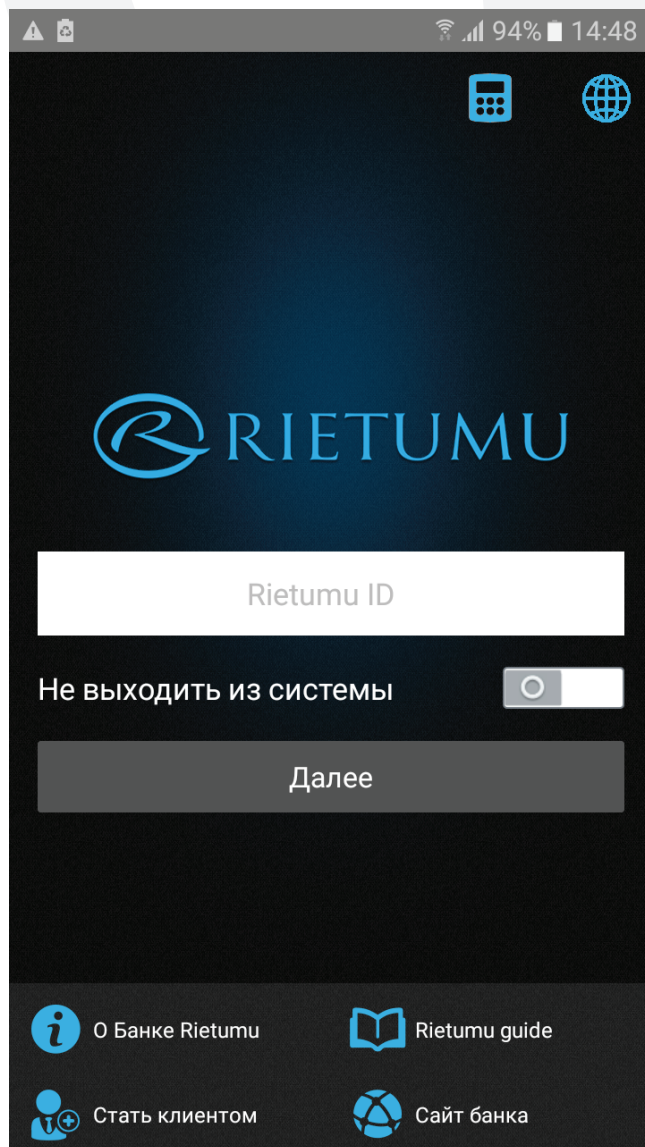 94% 14:48
RIETUMU
Rietumu ID
Не выходить из системы
Далее
О Банке Rietumu
Rietumu guide
Стать клиентом
Сайт банка